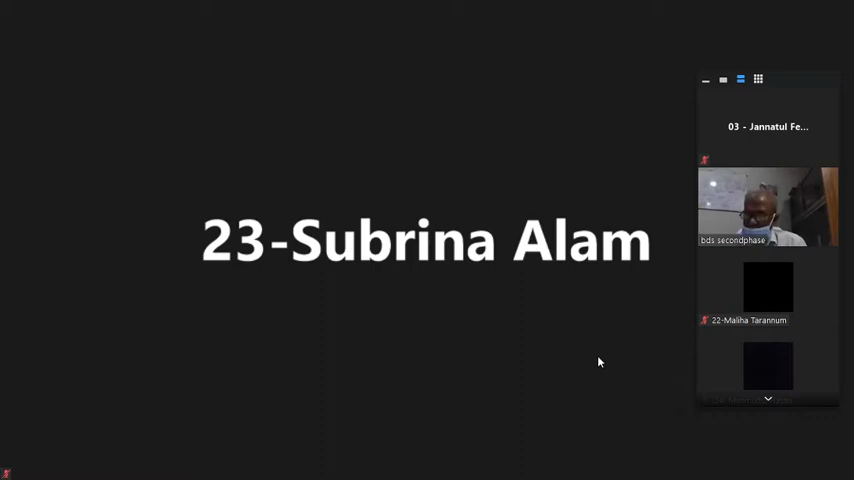 23-Subrina Alam
03 - Jannatul Fe...
bds secondphase
22-Maliha Tarannum